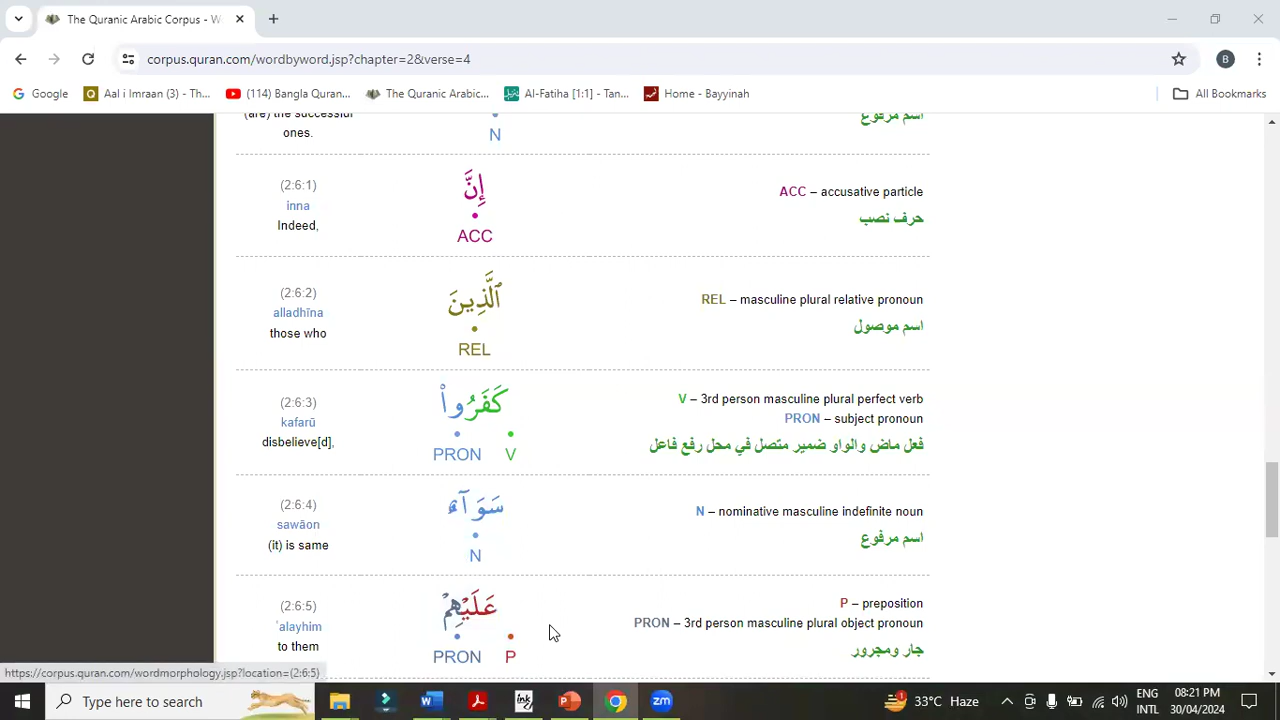 The Quranic Arabic Corpus - Wo
corpus.quran.com/wordbyword.jsp?chapter=2&verse=4
B
Google
Aal i Imraan (3) - Th...
(114) Bangla Quran...
The Quranic Arabic...
Al-Fatiha [1:1] - Tan...
Home - Bayyinah
All Bookmarks
(are) the successful
ones.
N
اسم مرفوع
(2:6:1)
inna
Indeed,
إِنَّ
ACC
ACC – accusative particle
حرف نصب
(2:6:2)
alladhīna
those who
ٱلَّذِينَ
REL
REL – masculine plural relative pronoun
اسم موصول
(2:6:3)
kafarū
disbelieve[d],
كَفَرُوا۟
PRON V
V – 3rd person masculine plural perfect verb
PRON – subject pronoun
فعل ماض والواو ضمير متصل في محل رفع فاعل
(2:6:4)
sawāon
(it) is same
سَوَآءٌ
N
N – nominative masculine indefinite noun
اسم مرفوع
(2:6:5)
ʿalayhim
to them
عَلَيْهِمْ
PRON P
P – preposition
PRON – 3rd person masculine plural object pronoun
جار ومجرور
https://corpus.quran.com/wordmorphology.jsp?location=(2:6:5)
Type here to search
ink
zm
33°C Haze
ENG
INTL
08:21 PM
30/04/2024